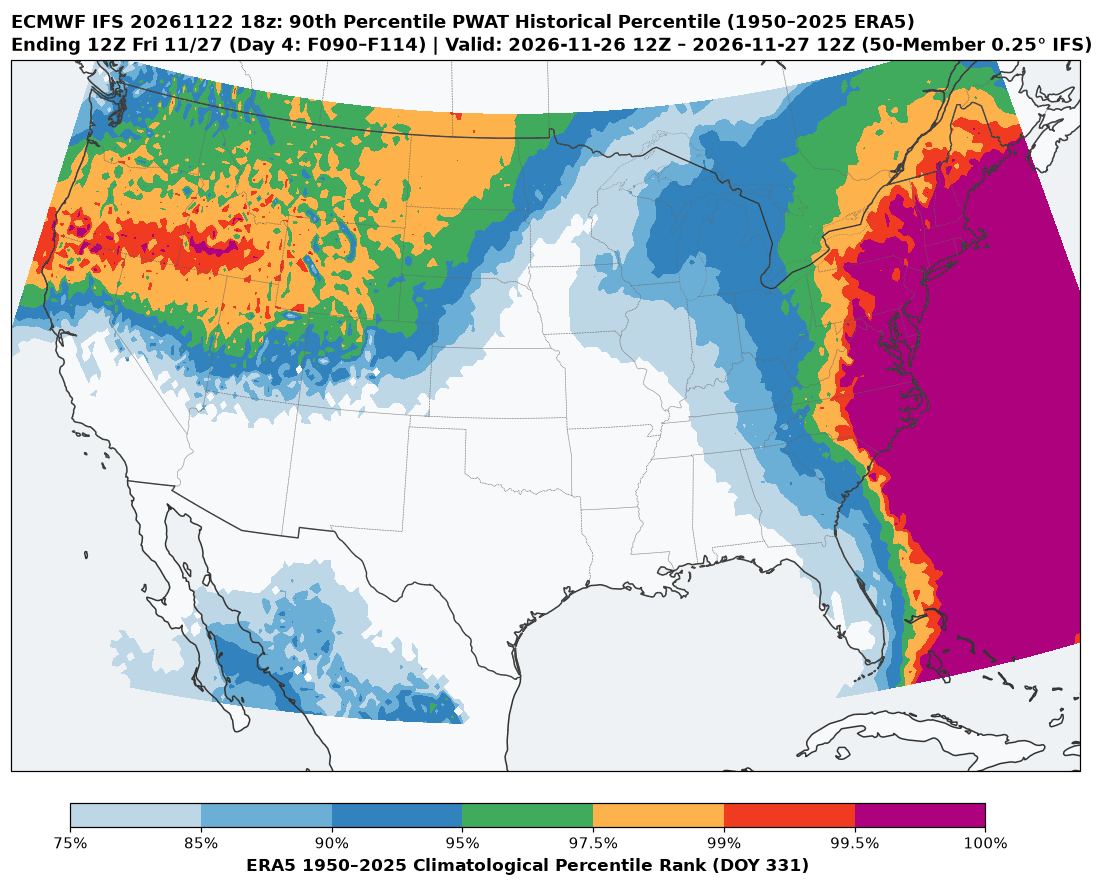 ECMWF IFS 20261122 18z: 90th Percentile PWAT Historical Percentile (1950–2025 ERA5)
Ending 12Z Fri 11/27 (Day 4: F090–F114) | Valid: 2026-11-26 12Z – 2026-11-27 12Z (50-Member 0.25° IFS)
75% 85% 90% 95% 97.5% 99% 99.5% 100%
ERA5 1950–2025 Climatological Percentile Rank (DOY 331)